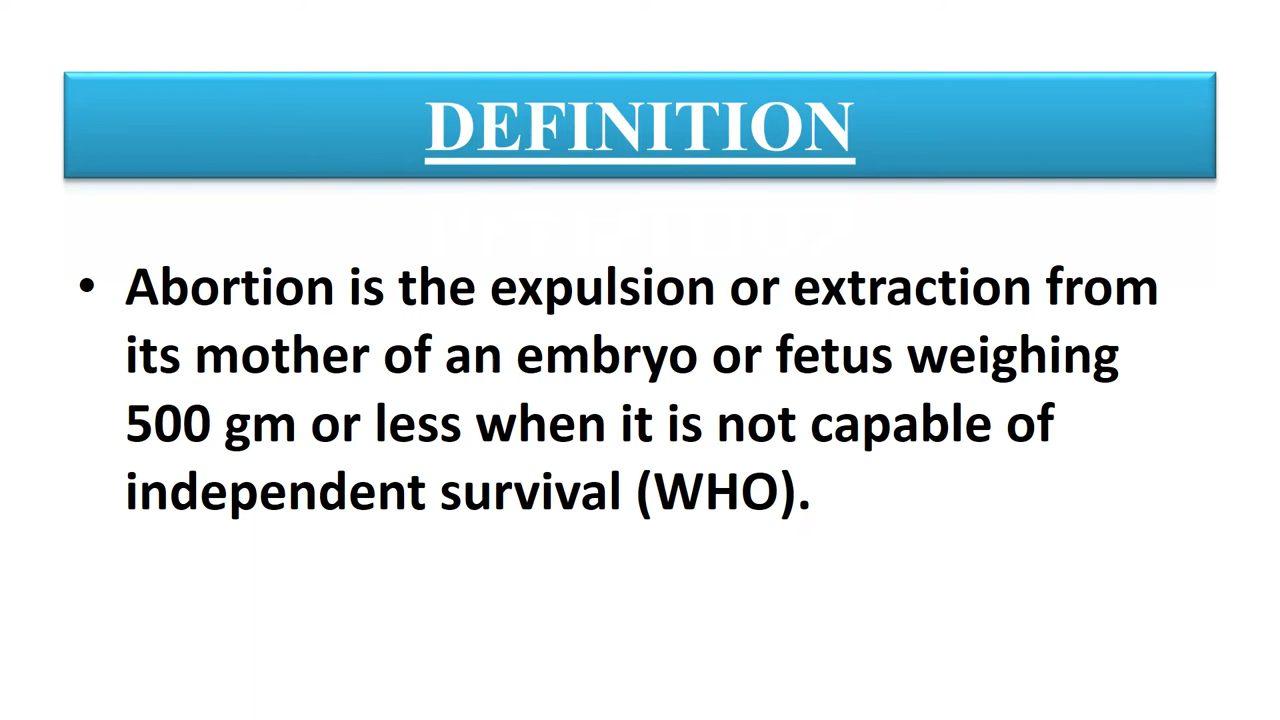 DEFINITION
• Abortion is the expulsion or extraction from
its mother of an embryo or fetus weighing
500 gm or less when it is not capable of
independent survival (WHO).